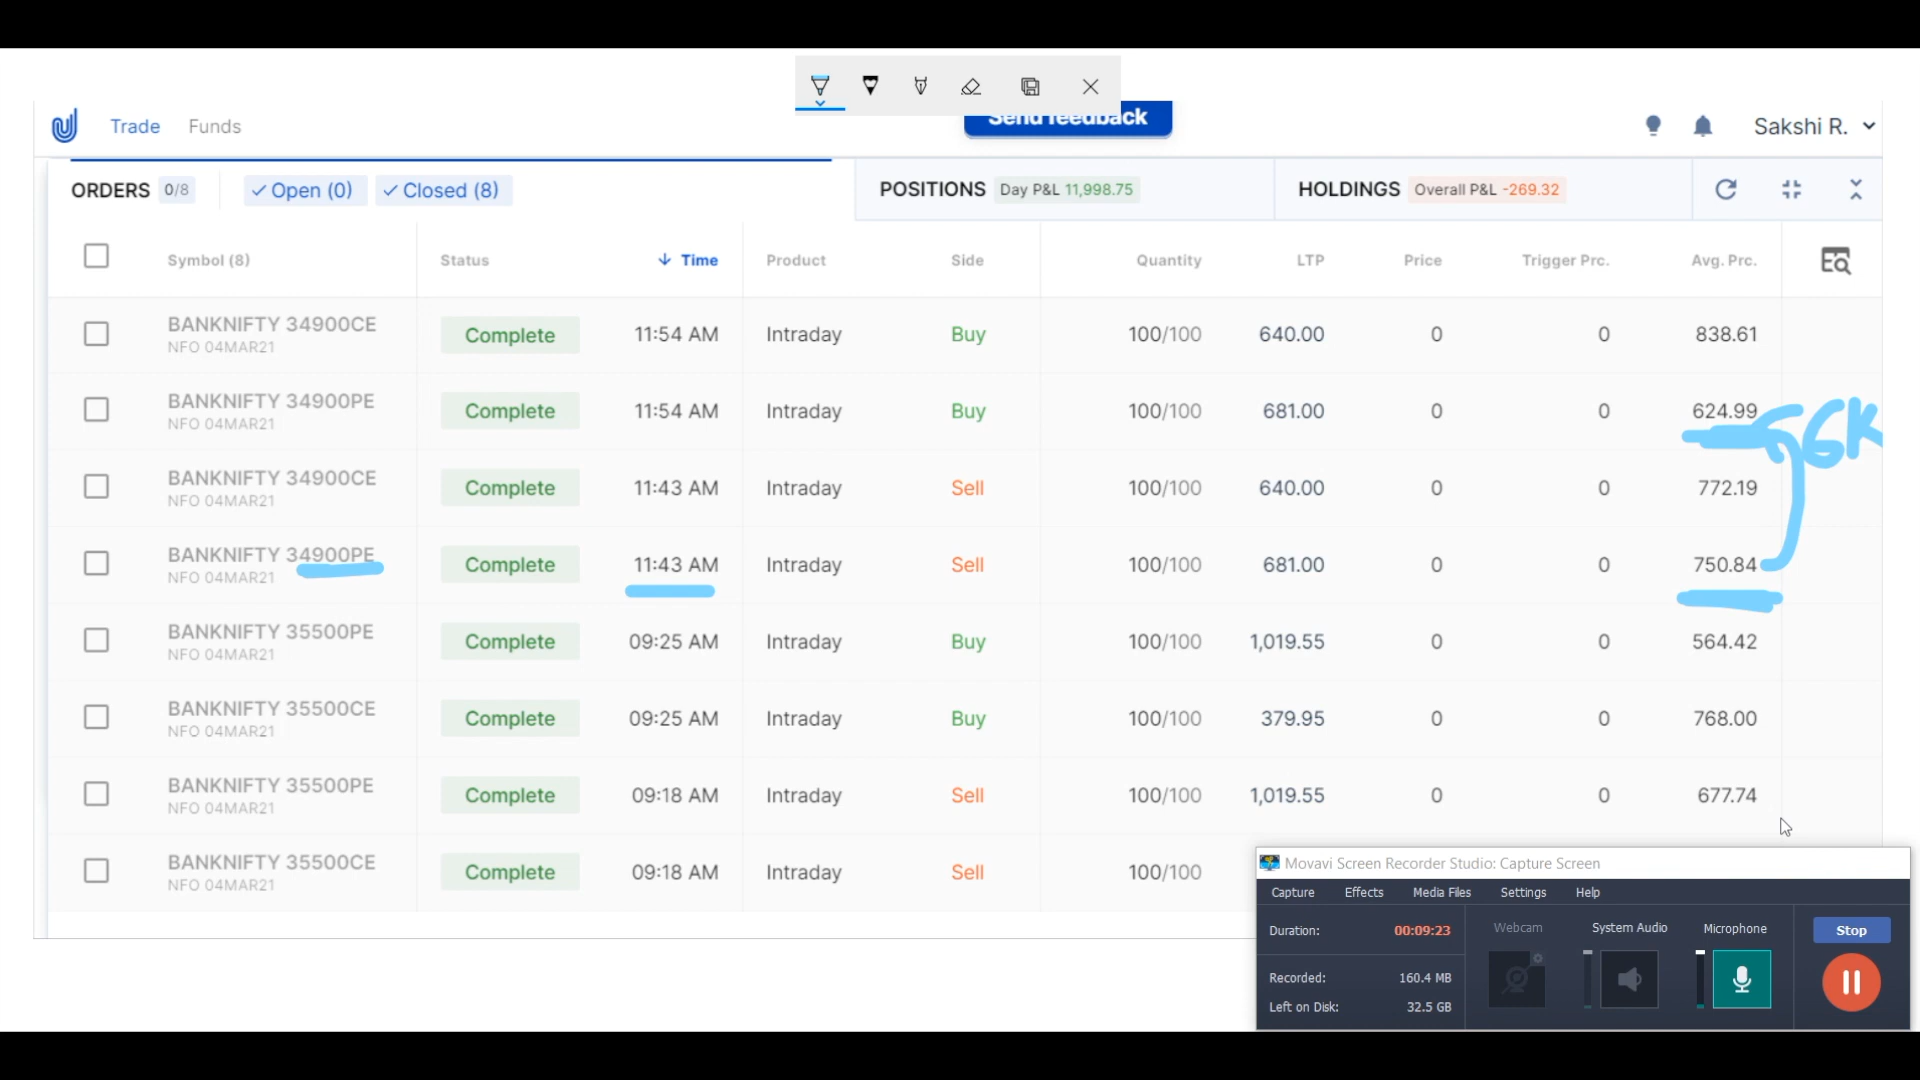 Send feedback
Trade Funds Sakshi R.
ORDERS 0/8 Open (0) Closed (8) POSITIONS Day P&L 11,998.75 HOLDINGS Overall P&L -269.32
Symbol (8) Status Time Product Side Quantity LTP Price Trigger Prc. Avg. Prc.
BANKNIFTY 34900CE Complete 11:54 AM Intraday Buy 100/100 640.00 0 0 838.61
NFO 04MAR21
BANKNIFTY 34900PE Complete 11:54 AM Intraday Buy 100/100 681.00 0 0 624.99
NFO 04MAR21
6K
BANKNIFTY 34900CE Complete 11:43 AM Intraday Sell 100/100 640.00 0 0 772.19
NFO 04MAR21
BANKNIFTY 34900PE Complete 11:43 AM Intraday Sell 100/100 681.00 0 0 750.84
NFO 04MAR21
BANKNIFTY 35500PE Complete 09:25 AM Intraday Buy 100/100 1,019.55 0 0 564.42
NFO 04MAR21
BANKNIFTY 35500CE Complete 09:25 AM Intraday Buy 100/100 379.95 0 0 768.00
NFO 04MAR21
BANKNIFTY 35500PE Complete 09:18 AM Intraday Sell 100/100 1,019.55 0 0 677.74
NFO 04MAR21
BANKNIFTY 35500CE Complete 09:18 AM Intraday Sell 100/100
NFO 04MAR21
Movavi Screen Recorder Studio: Capture Screen
Capture Effects Media Files Settings Help
Duration: 00:09:23 Webcam System Audio Microphone Stop
Recorded: 160.4 MB
Left on Disk: 32.5 GB